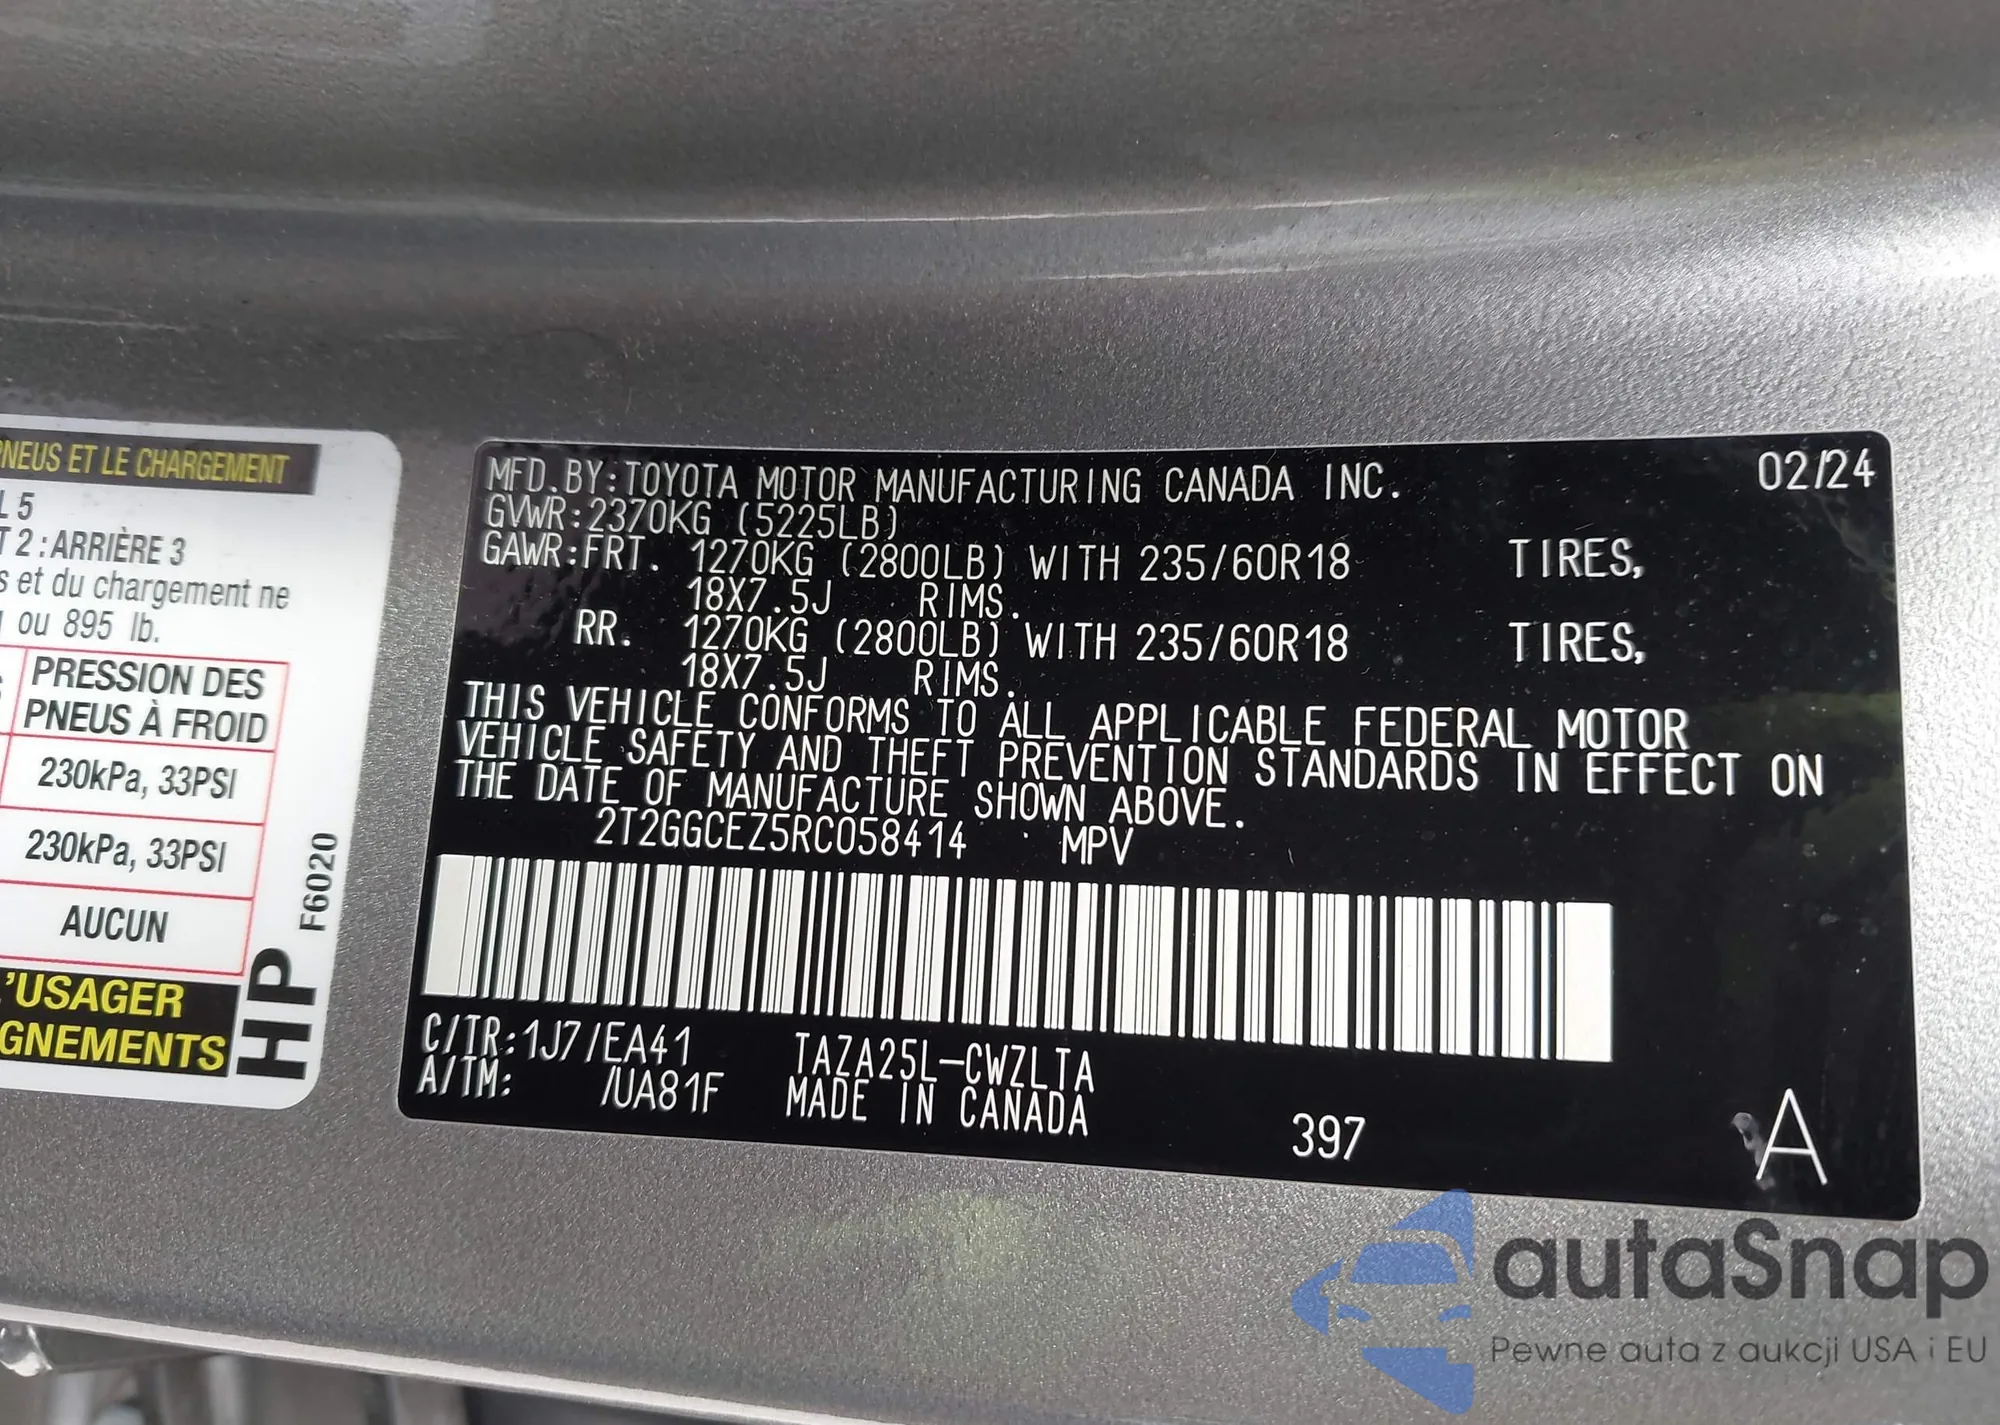 PNEUS ET LE CHARGEMENT
L 5
T 2 : ARRIÈRE 3
s et du chargement ne
ou 895 lb.
PRESSION DES
PNEUS À FROID
230kPa, 33PSI
230kPa, 33PSI
AUCUN
L'USAGER
GNEMENTS
HP
F6020
MFD.BY:TOYOTA MOTOR MANUFACTURING CANADA INC. 02/24
GVWR:2370KG (5225LB)
GAWR:FRT. 1270KG (2800LB) WITH 235/60R18 TIRES,
18X7.5J RIMS.
RR. 1270KG (2800LB) WITH 235/60R18 TIRES,
18X7.5J RIMS.
THIS VEHICLE CONFORMS TO ALL APPLICABLE FEDERAL MOTOR
VEHICLE SAFETY AND THEFT PREVENTION STANDARDS IN EFFECT ON
THE DATE OF MANUFACTURE SHOWN ABOVE.
2T2GGCEZ5RC058414 MPV
C/TR:1J7/EA41 TAZA25L-CWZLTA
A/TM: /UA81F MADE IN CANADA
397
A
autaSnap
Pewne auta z aukcji USA i EU